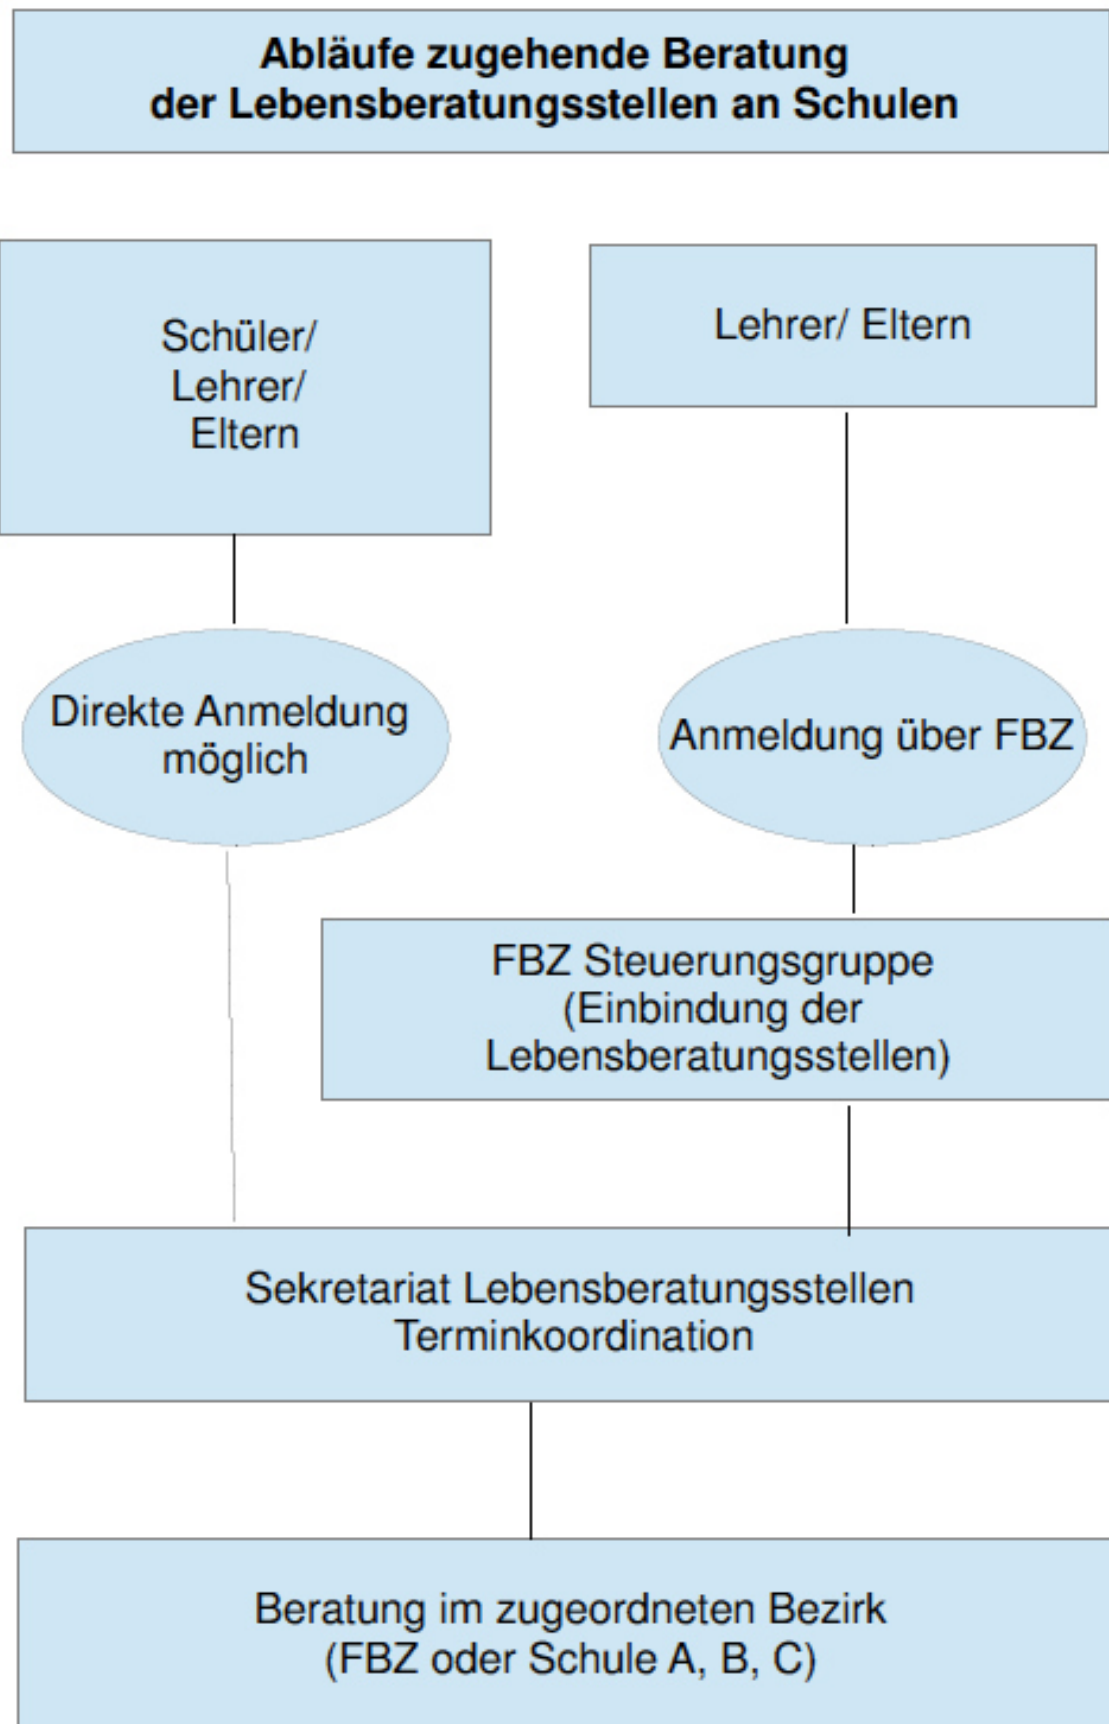 Abläufe zugehende Beratung
der Lebensberatungsstellen an Schulen
Schüler/
Lehrer/
Eltern
Lehrer/ Eltern
Direkte Anmeldung
möglich
Anmeldung über FBZ
FBZ Steuerungsgruppe
(Einbindung der
Lebensberatungsstellen)
Sekretariat Lebensberatungsstellen
Terminkoordination
Beratung im zugeordneten Bezirk
(FBZ oder Schule A, B, C)